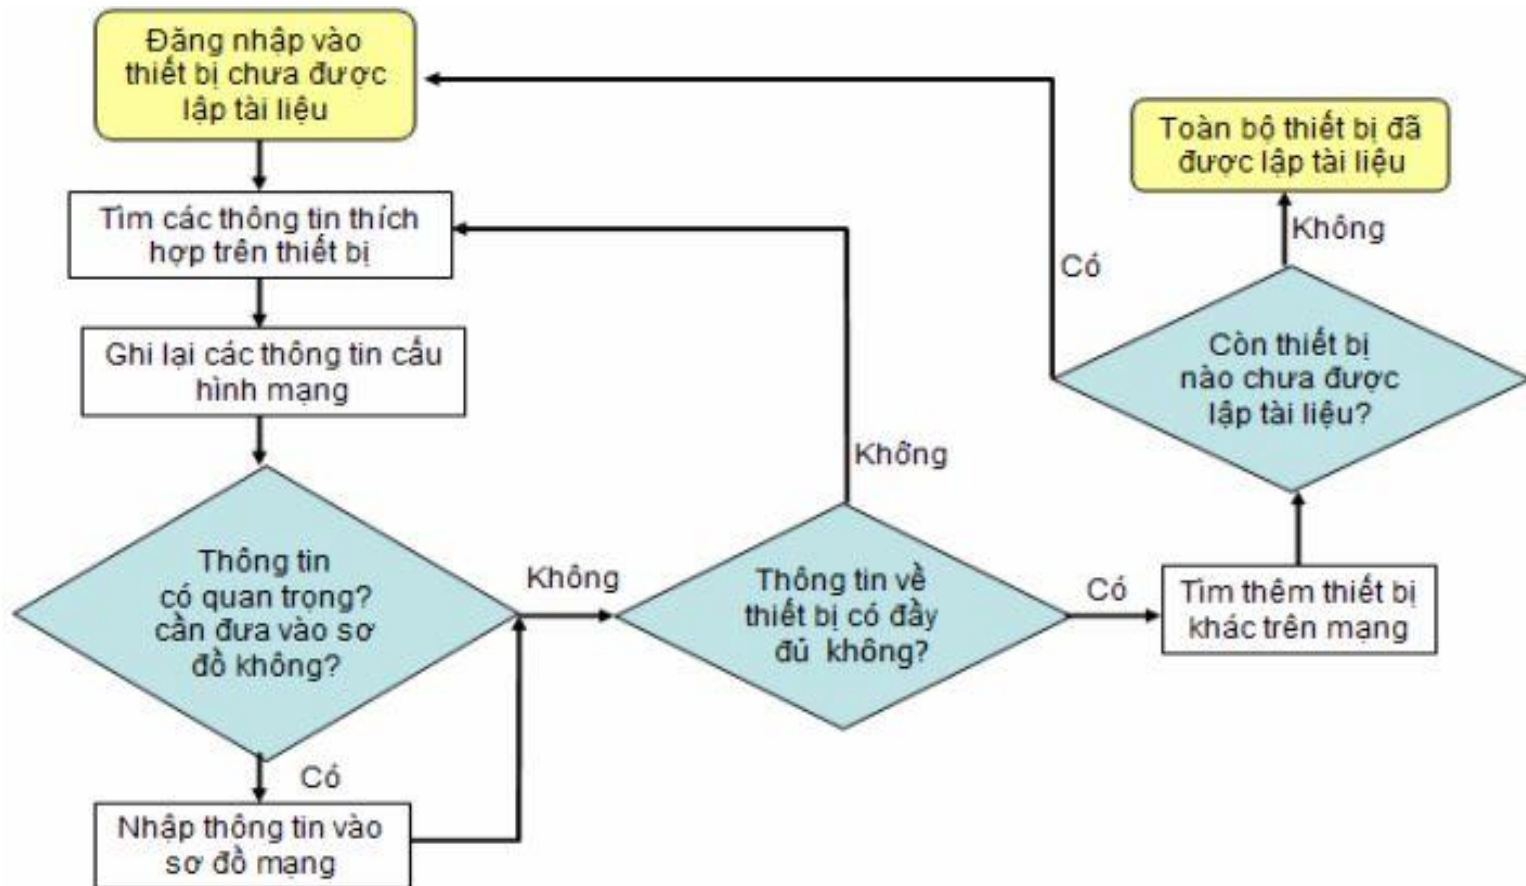 Đăng nhập vào
thiết bị chưa được
lập tài liệu
Tìm các thông tin thích
hợp trên thiết bị
Ghi lại các thông tin cấu
hình mạng
Thông tin
có quan trọng?
cần đưa vào sơ
đồ không?
Có
Nhập thông tin vào
sơ đồ mạng
Không
Thông tin về
thiết bị có đầy
đủ không?
Không
Có
Tìm thêm thiết bị
khác trên mạng
Còn thiết bị
nào chưa được
lập tài liệu?
Có
Không
Toàn bộ thiết bị đã
được lập tài liệu